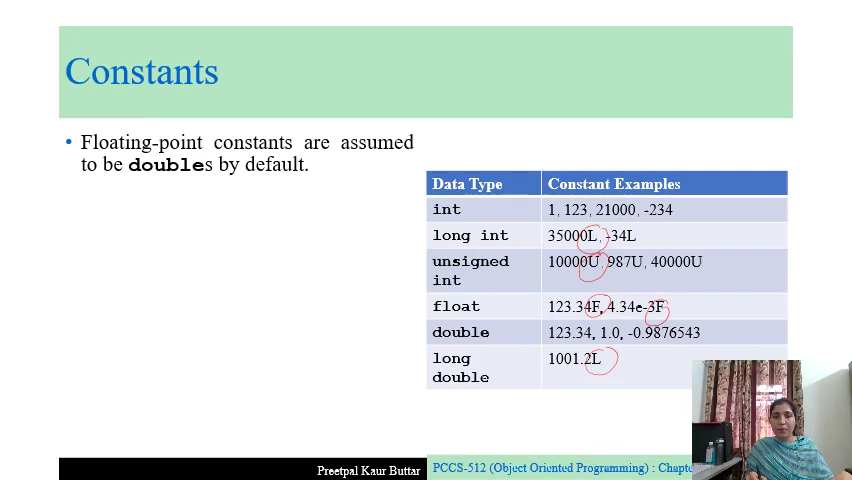 Constants
• Floating-point constants are assumed
to be doubles by default.
Data Type Constant Examples
int 1, 123, 21000, -234
long int 35000L, -34L
unsigned int 10000U, 987U, 40000U
float 123.34F, 4.34e-3F
double 123.34, 1.0, -0.9876543
long double 1001.2L
Preetpal Kaur Buttar
PCCS-512 (Object Oriented Programming) : Chapte